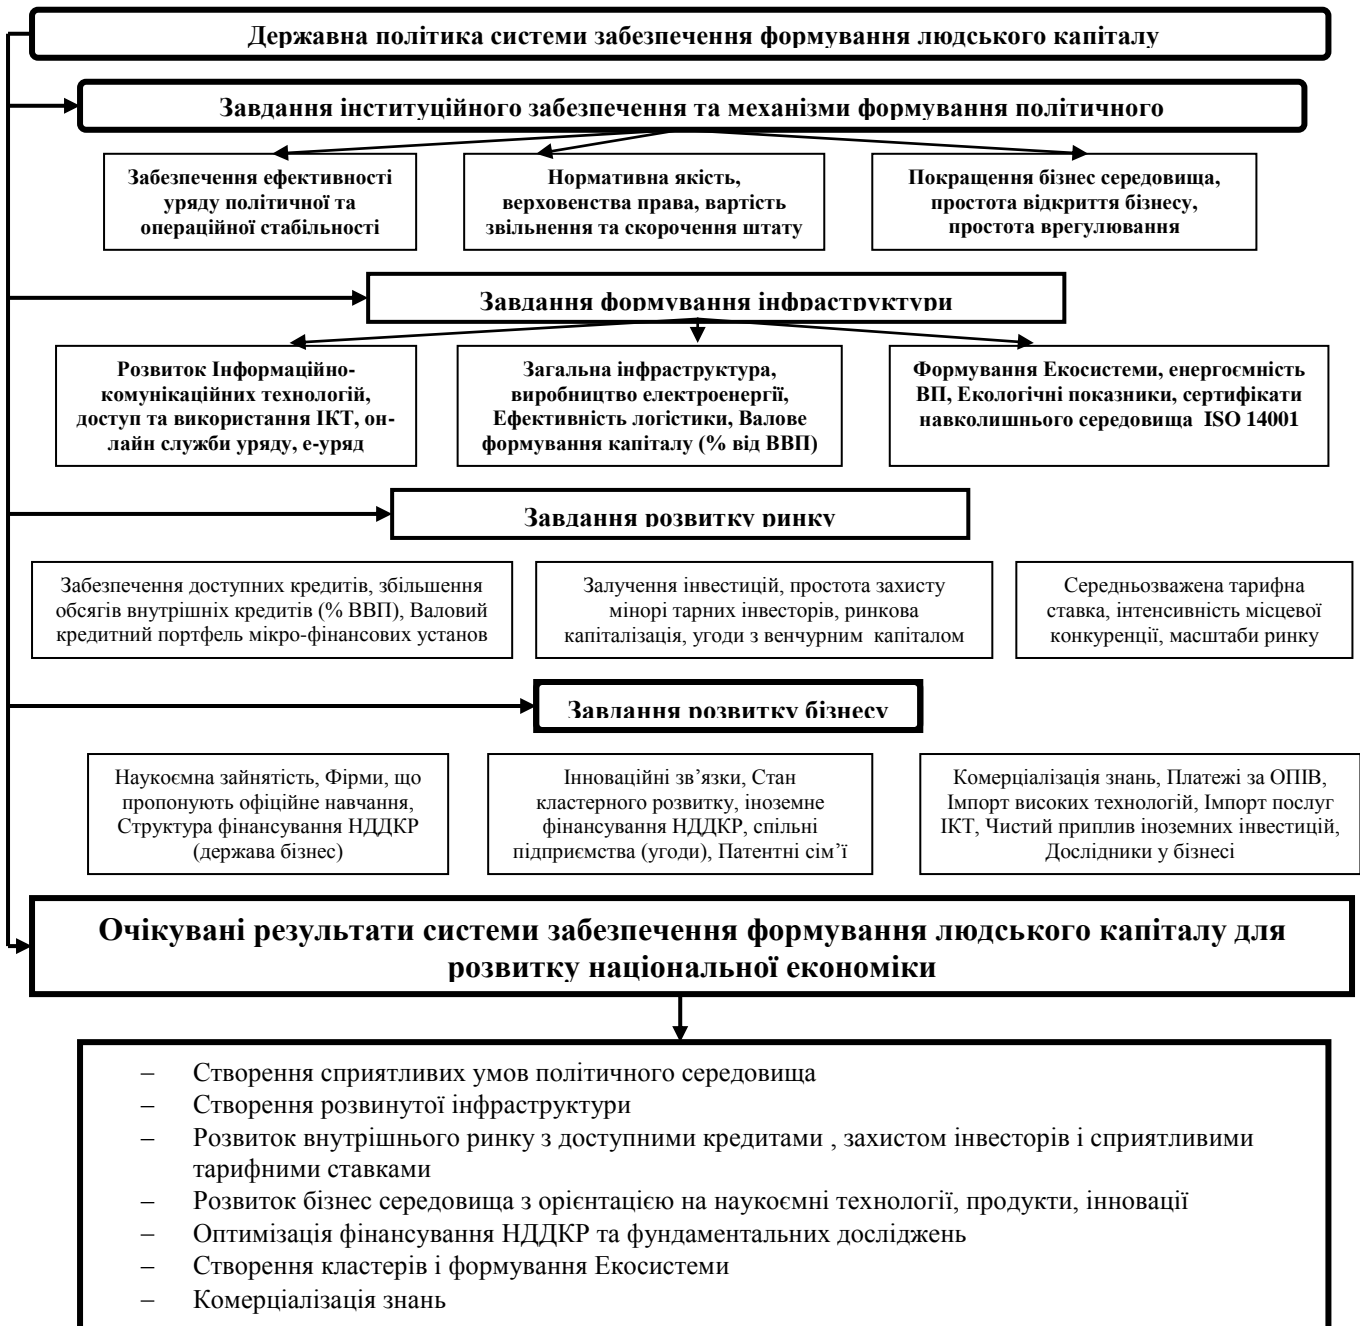 Державна політика системи забезпечення формування людського капіталу
Завдання інституційного забезпечення та механізми формування політичного
Забезпечення ефективності
уряду політичної та
операційної стабільності
Нормативна якість,
верховенства права, вартість
звільнення та скорочення штату
Покращення бізнес середовища,
простота відкриття бізнесу,
простота врегулювання
Завдання формування інфраструктури
Розвиток Інформаційно-
комунікаційних технологій,
доступ та використання ІКТ, он-
лайн служби уряду, е-уряд
Загальна інфраструктура,
виробництво електроенергії,
Ефективність логістики, Валове
формування капіталу (% від ВВП)
Формування Екосистеми, енергоємність
ВП, Екологічні показники, сертифікати
навколишнього середовища ISO 14001
Завдання розвитку ринку
Забезпечення доступних кредитів, збільшення
обсягів внутрішніх кредитів (% ВВП), Валовий
кредитний портфель мікро-фінансових установ
Залучення інвестицій, простота захисту
мінорі тарних інвесторів, ринкова
капіталізація, угоди з венчурним капіталом
Середньозважена тарифна
ставка, інтенсивність місцевої
конкуренції, масштаби ринку
Завдання розвитку бізнесу
Наукоємна зайнятість, Фірми, що
пропонують офіційне навчання,
Структура фінансування НДДКР
(держава бізнес)
Інноваційні зв’язки, Стан
кластерного розвитку, іноземне
фінансування НДДКР, спільні
підприємства (угоди), Патентні сім’ї
Комерціалізація знань, Платежі за ОПІВ,
Імпорт високих технологій, Імпорт послуг
ІКТ, Чистий приплив іноземних інвестицій,
Дослідники у бізнесі
Очікувані результати системи забезпечення формування людського капіталу для
розвитку національної економіки
– Створення сприятливих умов політичного середовища
– Створення розвинутої інфраструктури
– Розвиток внутрішнього ринку з доступними кредитами , захистом інвесторів і сприятливими
тарифними ставками
– Розвиток бізнес середовища з орієнтацією на наукоємні технології, продукти, інновації
– Оптимізація фінансування НДДКР та фундаментальних досліджень
– Створення кластерів і формування Екосистеми
– Комерціалізація знань